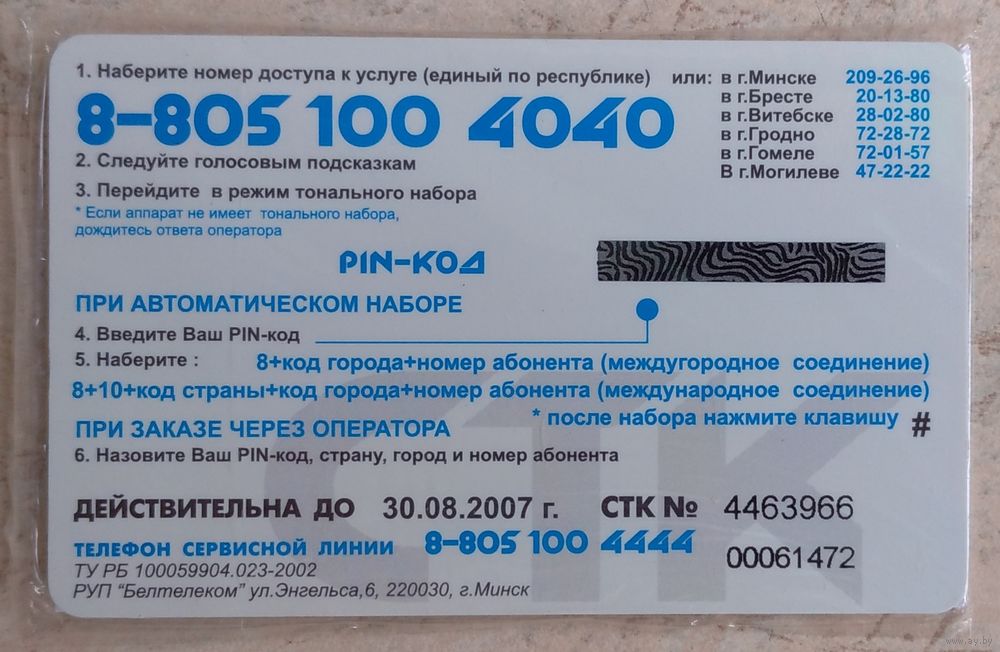 1. Наберите номер доступа к услуге (единый по республике) или: в г.Минске 209-26-96
8-805 100 4040
в г.Бресте 20-13-80
в г.Витебске 28-02-80
в г.Гродно 72-28-72
в г.Гомеле 72-01-57
В г.Могилеве 47-22-22
2. Следуйте голосовым подсказкам
3. Перейдите в режим тонального набора
* Если аппарат не имеет тонального набора,
дождитесь ответа оператора
PIN-КОД
ПРИ АВТОМАТИЧЕСКОМ НАБОРЕ
4. Введите Ваш PIN-код
5. Наберите : 8+код города+номер абонента (междугородное соединение)
8+10+код страны+код города+номер абонента (международное соединение)
* после набора нажмите клавишу #
ПРИ ЗАКАЗЕ ЧЕРЕЗ ОПЕРАТОРА
6. Назовите Ваш PIN-код, страну, город и номер абонента
ДЕЙСТВИТЕЛЬНА ДО 30.08.2007 г. СТК № 4463966
ТЕЛЕФОН СЕРВИСНОЙ ЛИНИИ 8-805 100 4444
00061472
ТУ РБ 100059904.023-2002
РУП "Белтелеком" ул.Энгельса,6, 220030, г.Минск
СТК
www.ay.by